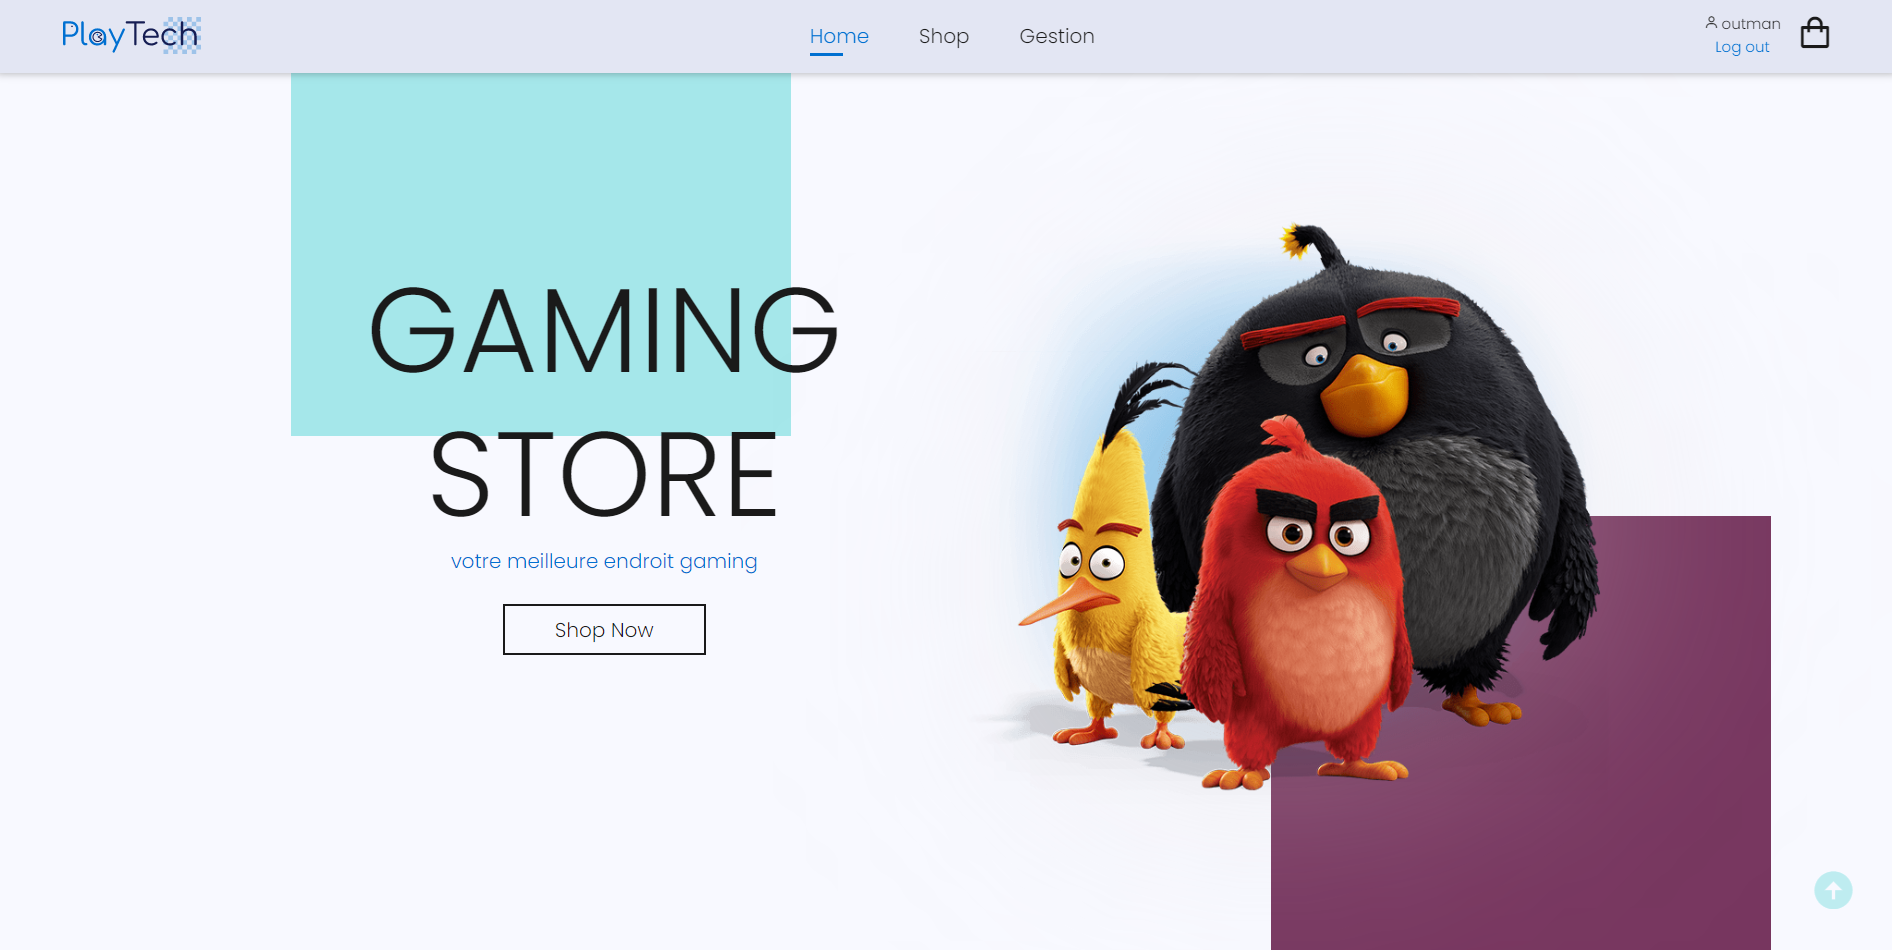 PlayTech
Home Shop Gestion
outman
Log out
GAMING
STORE
votre meilleure endroit gaming
Shop Now